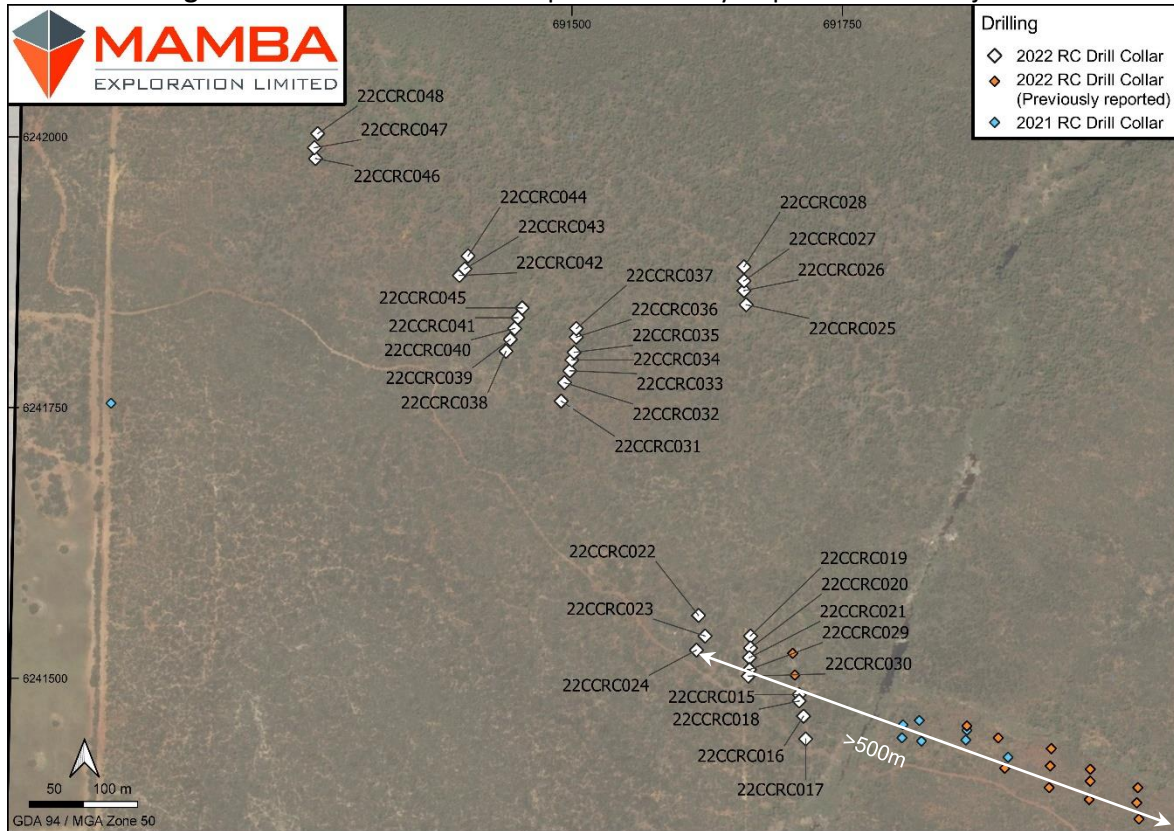 691500
691750
MAMBA
EXPLORATION LIMITED
Drilling
2022 RC Drill Collar
2022 RC Drill Collar
(Previously reported)
2021 RC Drill Collar
6242000
22CCRC048
22CCRC047
22CCRC046
22CCRC044
22CCRC043
22CCRC042
22CCRC028
22CCRC027
22CCRC026
22CCRC025
22CCRC045
22CCRC041
22CCRC040
22CCRC039
22CCRC038
22CCRC037
22CCRC036
22CCRC035
22CCRC034
22CCRC033
22CCRC032
22CCRC031
6241750
22CCRC022
22CCRC023
22CCRC024
22CCRC019
22CCRC020
22CCRC021
22CCRC029
22CCRC030
22CCRC015
22CCRC018
22CCRC016
22CCRC017
6241500
>500m
50 100 m
GDA 94 / MGA Zone 50